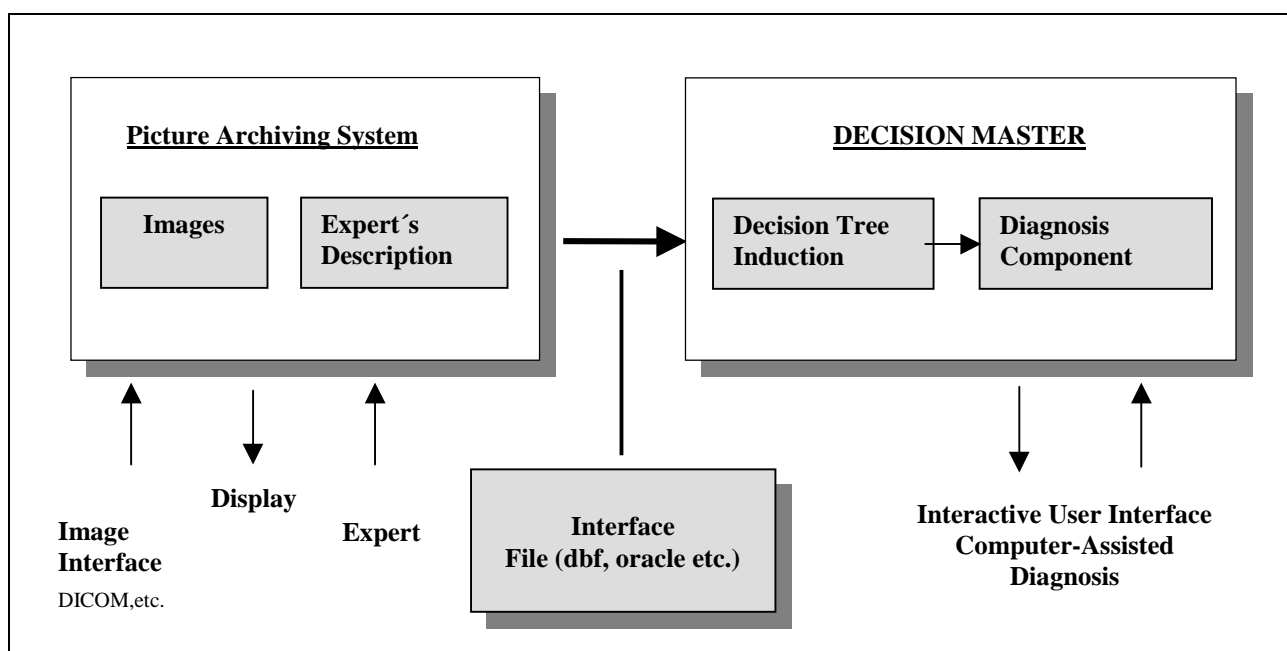 Picture Archiving System
Images
Expert´s
Description
DECISION MASTER
Decision Tree
Induction
Diagnosis
Component
Image
Interface
DICOM,etc.
Display
Expert
Interface
File (dbf, oracle etc.)
Interactive User Interface
Computer-Assisted
Diagnosis